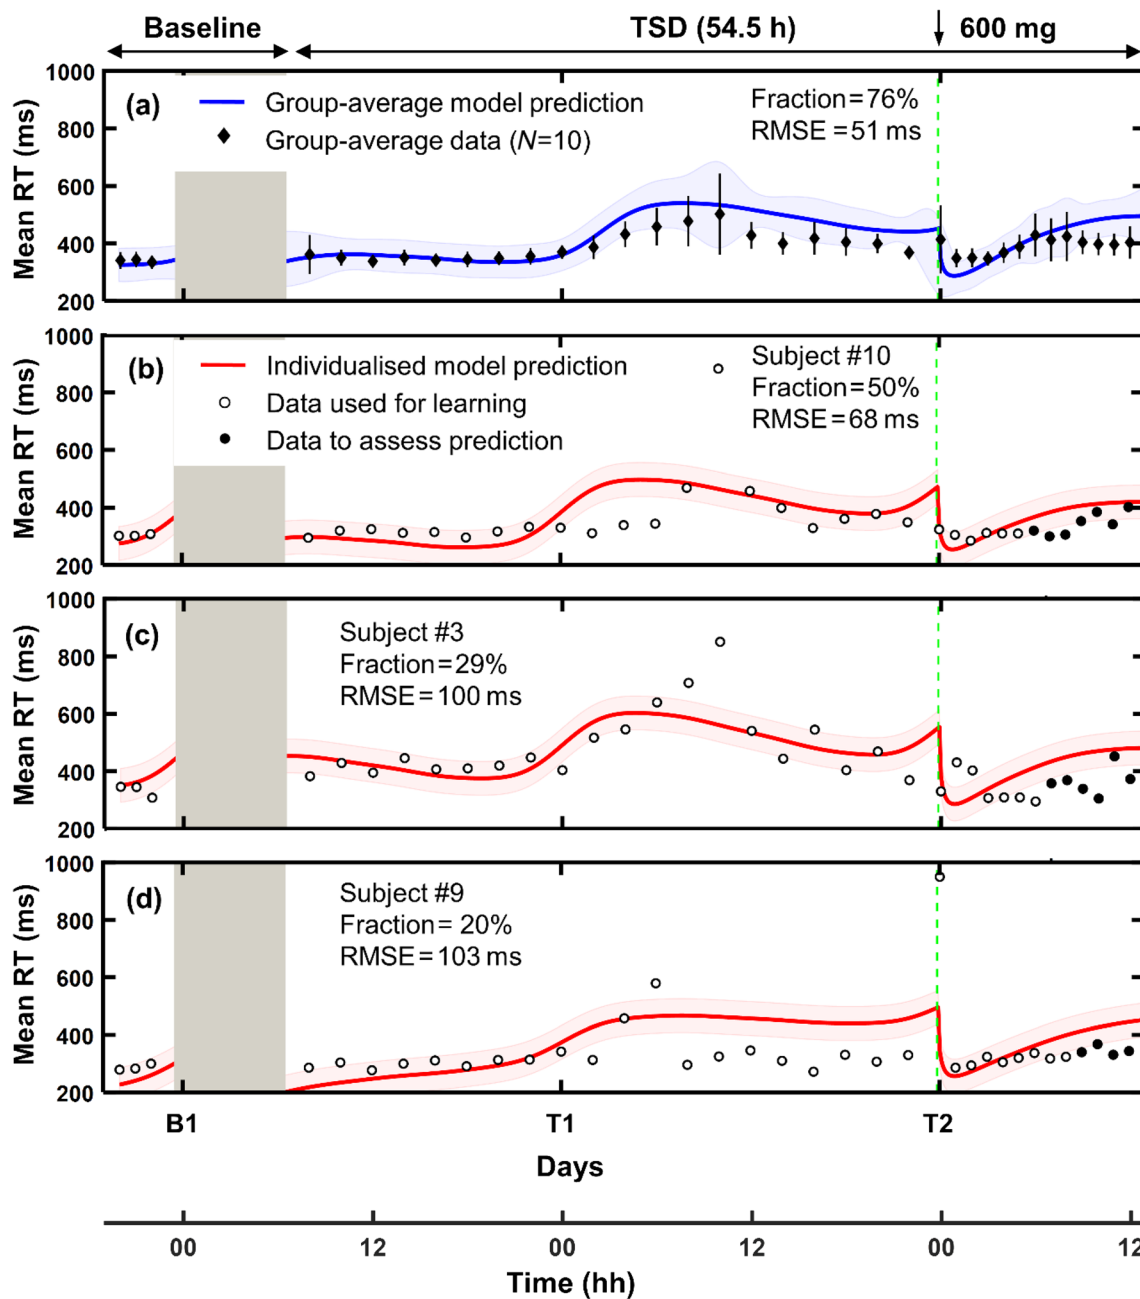 Baseline
TSD (54.5 h)
600 mg
1000
800
600
400
200
Mean RT (ms)
(a)
Group-average model prediction
Group-average data (N=10)
Fraction=76%
RMSE=51 ms
1000
800
600
400
200
Mean RT (ms)
(b)
Individualised model prediction
Data used for learning
Data to assess prediction
Subject #10
Fraction=50%
RMSE=68 ms
1000
800
600
400
200
Mean RT (ms)
(c)
Subject #3
Fraction=29%
RMSE=100 ms
1000
800
600
400
200
Mean RT (ms)
(d)
Subject #9
Fraction=20%
RMSE=103 ms
B1 T1 T2
Days
00 12 00 12 00 12
Time (hh)